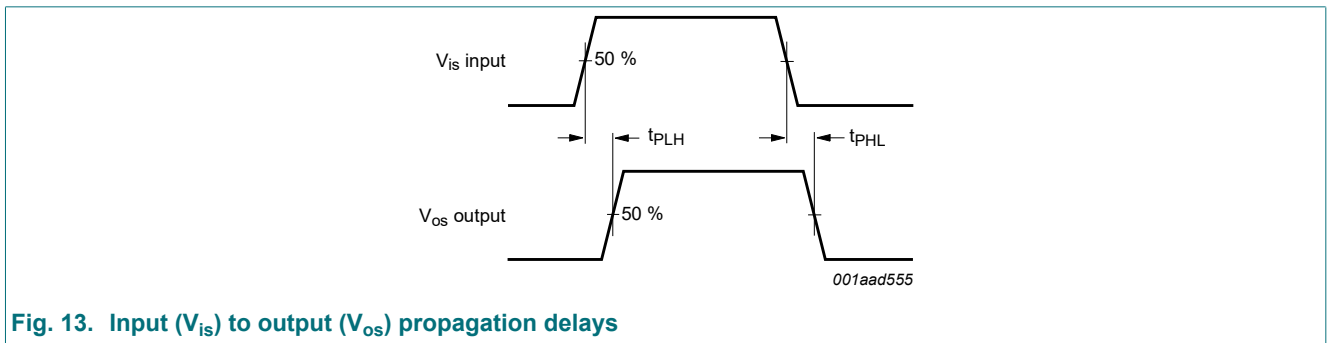 V_is input
50 %
t_PLH
t_PHL
V_os output
50 %
001aad555
Fig. 13. Input (V_is) to output (V_os) propagation delays